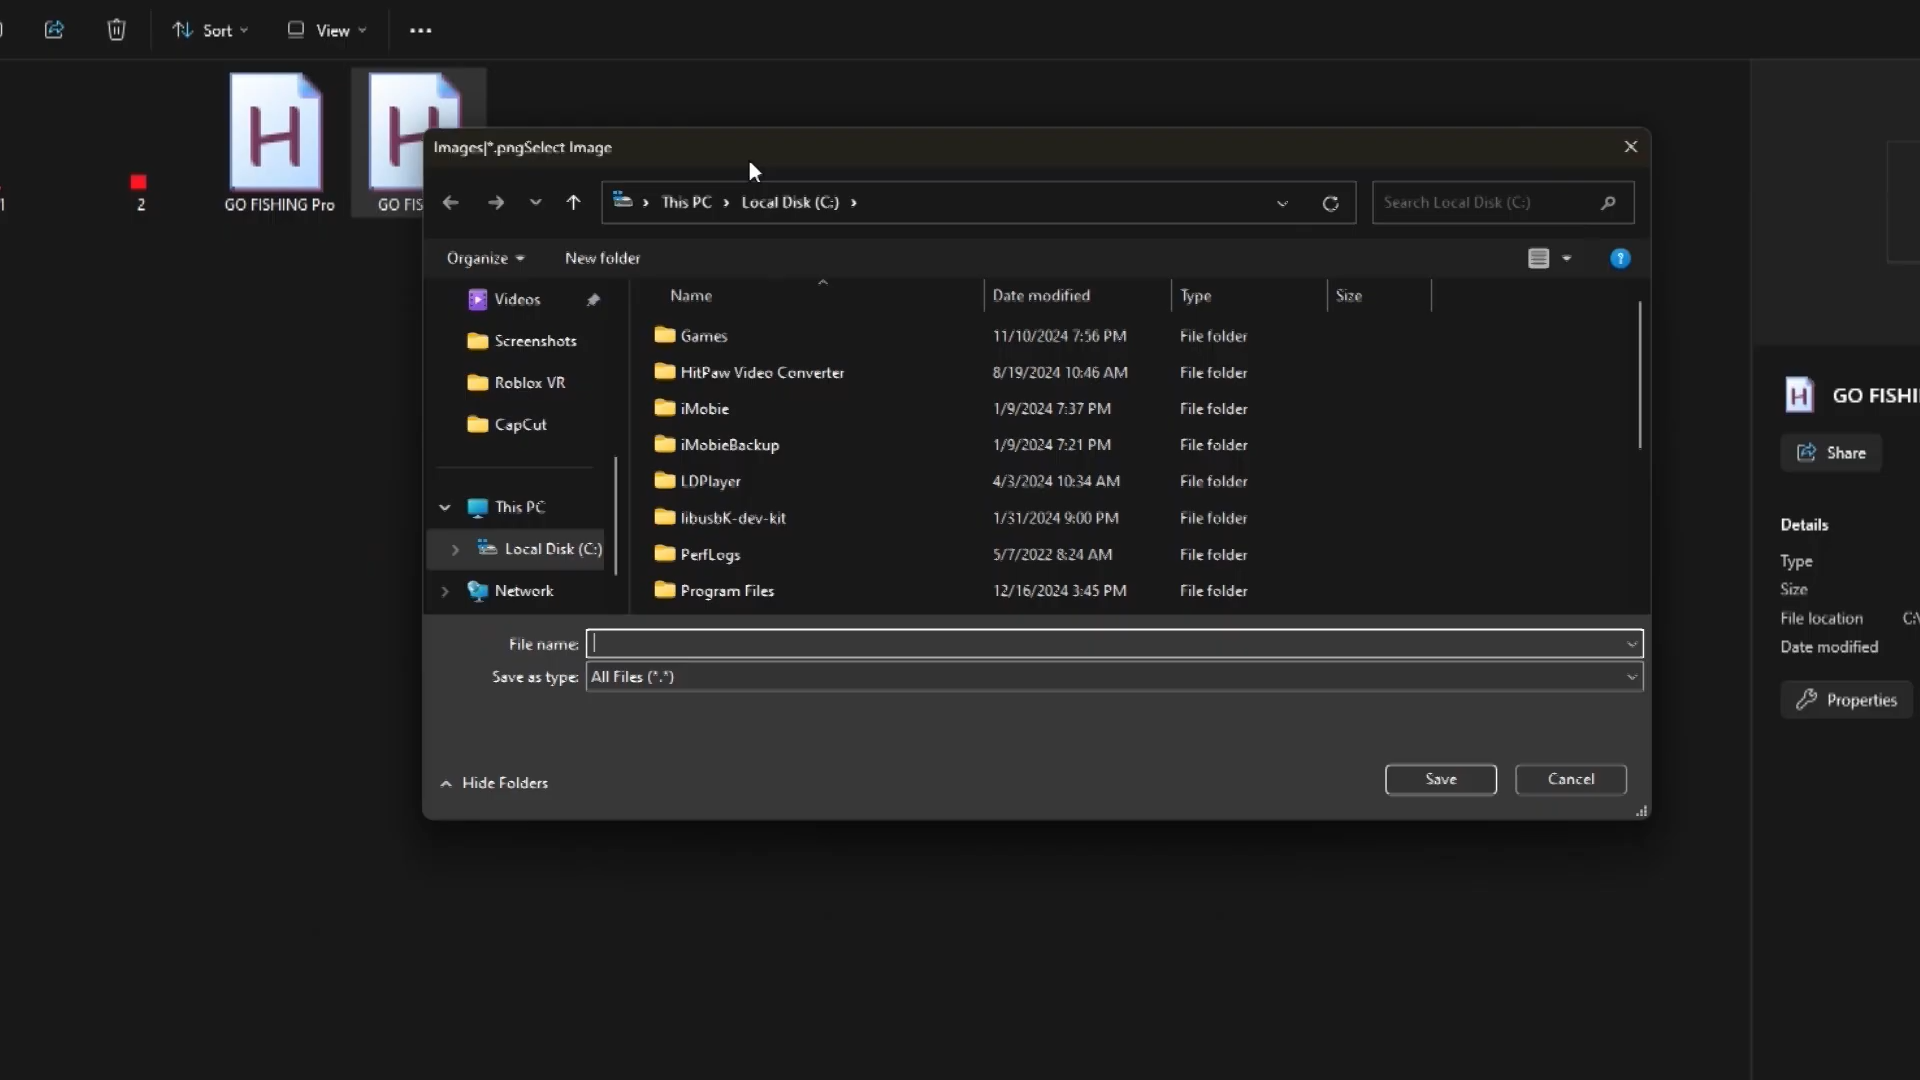 Sort
View
•••
H
H
1
2
GO FISHING Pro
GO FIS
Images|*.pngSelect Image
This PC > Local Disk (C:) >
Search Local Disk (C:)
Organize
New folder
?
Videos
Screenshots
Roblox VR
CapCut
This PC
Local Disk (C:)
Network
Name Date modified Type Size
Games 11/10/2024 7:56 PM File folder
HitPaw Video Converter 8/19/2024 10:46 AM File folder
iMobie 1/9/2024 7:37 PM File folder
iMobieBackup 1/9/2024 7:21 PM File folder
LDPlayer 4/3/2024 10:34 AM File folder
libusbK-dev-kit 1/31/2024 9:00 PM File folder
PerfLogs 5/7/2022 8:24 AM File folder
Program Files 12/16/2024 3:45 PM File folder
File name:
Save as type: All Files (*.*)
Hide Folders
Save
Cancel
H
GO FISHI
Share
Details
Type
Size
File location C:\
Date modified
Properties